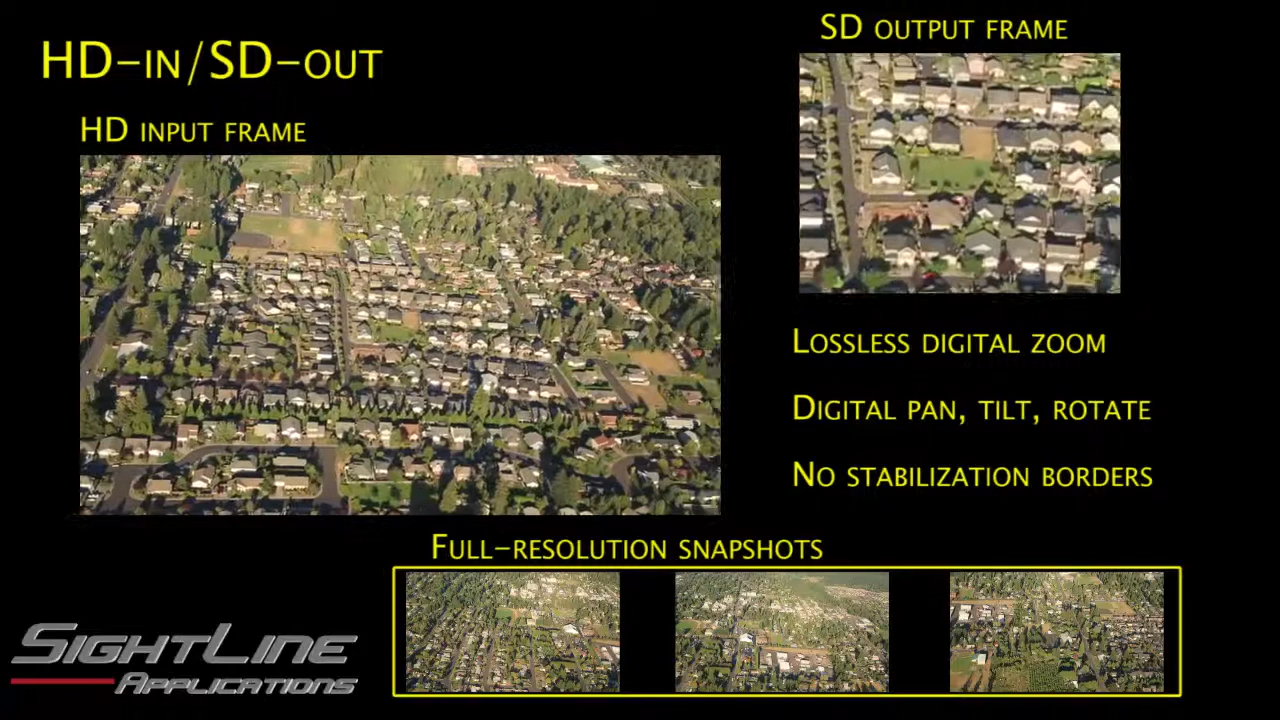 HD-in/SD-out
HD input frame
SD output frame
Lossless digital zoom
Digital pan, tilt, rotate
No stabilization borders
Full-resolution snapshots
SightLine
Applications